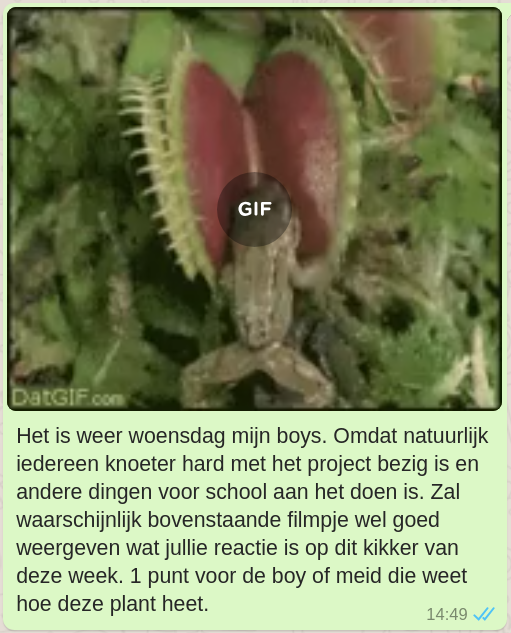 GIF
DatGIF.com
Het is weer woensdag mijn boys. Omdat natuurlijk
iedereen knoeter hard met het project bezig is en
andere dingen voor school aan het doen is. Zal
waarschijnlijk bovenstaande filmpje wel goed
weergeven wat jullie reactie is op dit kikker van
deze week. 1 punt voor de boy of meid die weet
hoe deze plant heet.
14:49